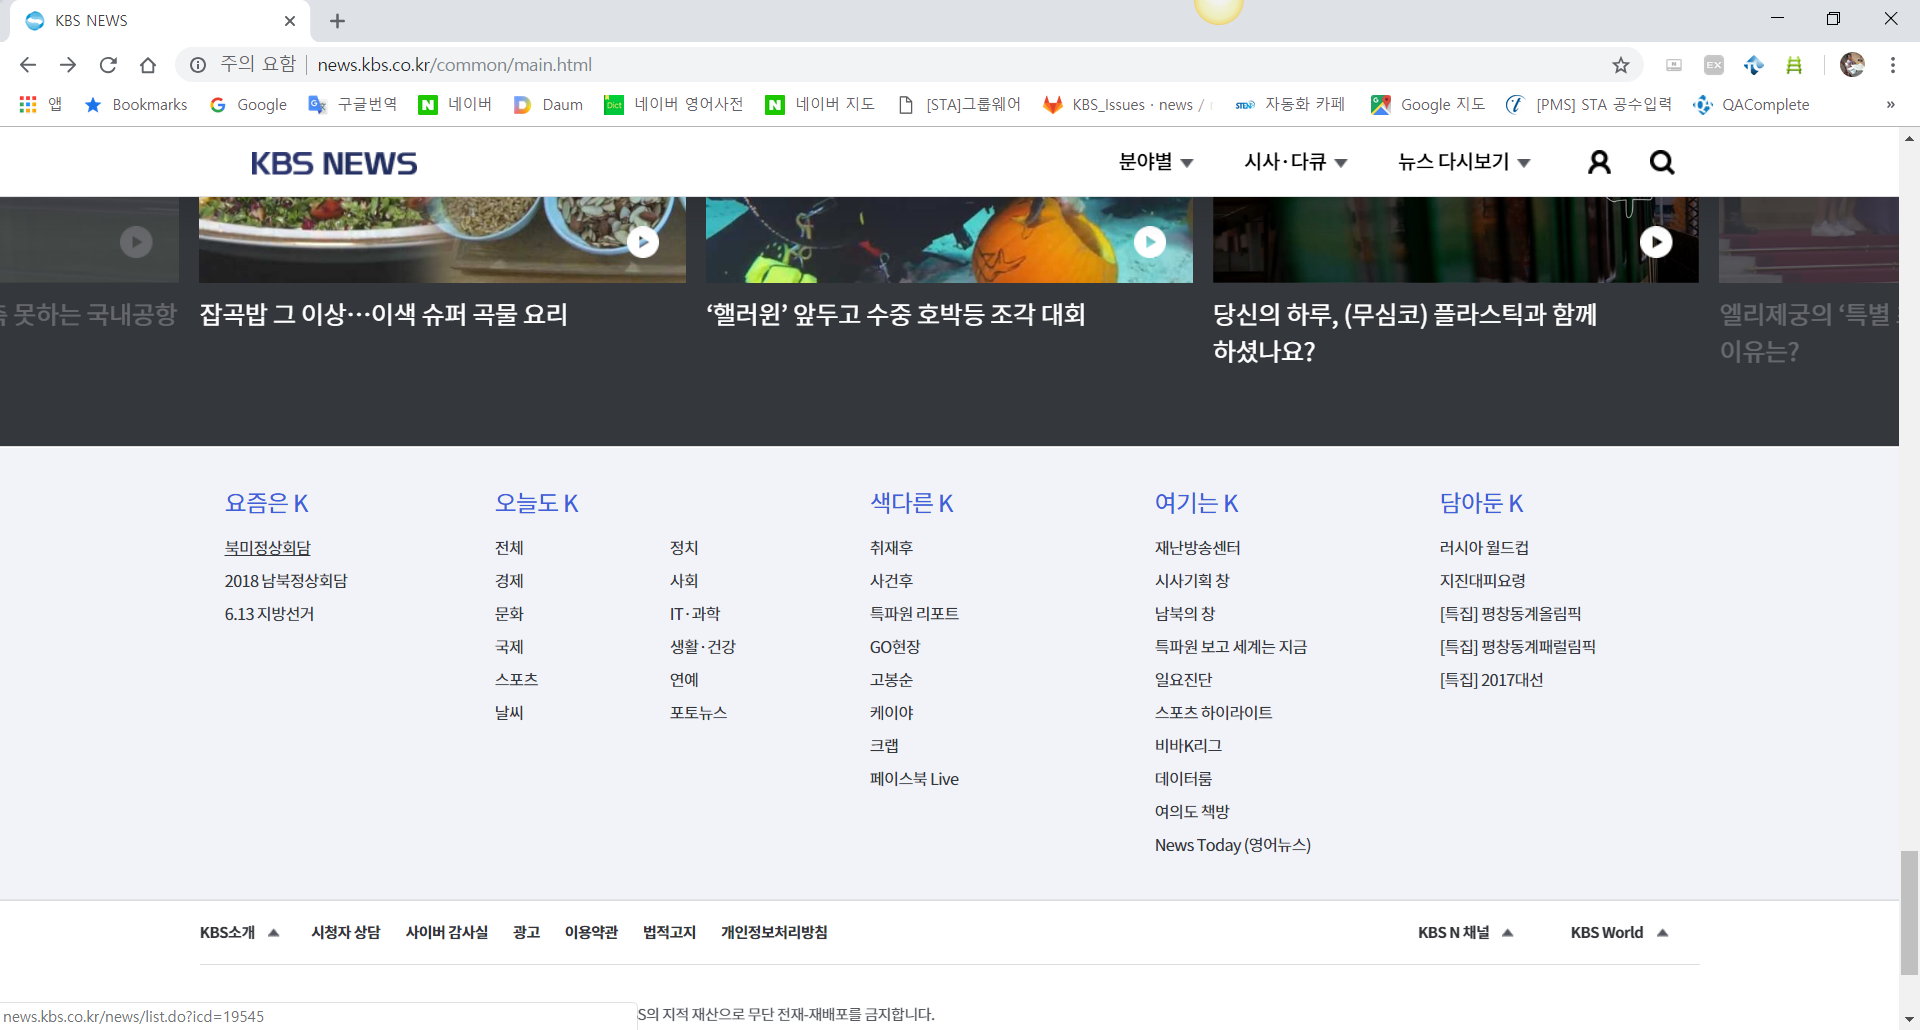 KBS NEWS
주의 요함
news.kbs.co.kr/common/main.html
앱
Bookmarks
Google
구글번역
네이버
Daum
네이버 영어사전
네이버 지도
[STA]그룹웨어
KBS_Issues · news /
자동화 카페
Google 지도
[PMS] STA 공수입력
QAComplete
»
KBS NEWS
분야별
시사·다큐
뉴스 다시보기
못하는 국내공항
잡곡밥 그 이상…이색 슈퍼 곡물 요리
‘핼러윈’ 앞두고 수중 호박등 조각 대회
당신의 하루, (무심코) 플라스틱과 함께
하셨나요?
엘리제궁의 ‘특별
이유는?
요즘은 K
북미정상회담
2018 남북정상회담
6.13 지방선거
오늘도 K
전체
정치
경제
사회
문화
IT·과학
국제
생활·건강
스포츠
연예
날씨
포토뉴스
색다른 K
취재후
사건후
특파원 리포트
GO현장
고봉순
케이야
크랩
페이스북 Live
여기는 K
재난방송센터
시사기획 창
남북의 창
특파원 보고 세계는 지금
일요진단
스포츠 하이라이트
비바K리그
데이터룸
여의도 책방
News Today (영어뉴스)
담아둔 K
러시아 월드컵
지진대피요령
[특집] 평창동계올림픽
[특집] 평창동계패럴림픽
[특집] 2017대선
KBS소개
시청자 상담
사이버 감사실
광고
이용약관
법적고지
개인정보처리방침
KBS N 채널
KBS World
S의 지적 재산으로 무단 전재-재배포를 금지합니다.
news.kbs.co.kr/news/list.do?icd=19545